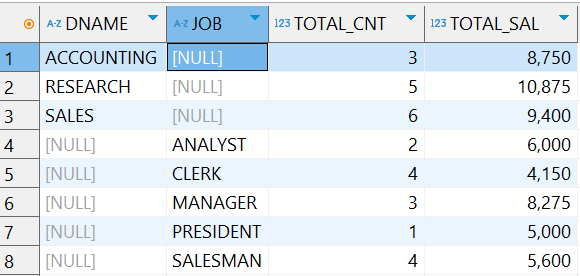 A-Z DNAME A-Z JOB 123 TOTAL_CNT 123 TOTAL_SAL
1 ACCOUNTING [NULL] 3 8,750
2 RESEARCH [NULL] 5 10,875
3 SALES [NULL] 6 9,400
4 [NULL] ANALYST 2 6,000
5 [NULL] CLERK 4 4,150
6 [NULL] MANAGER 3 8,275
7 [NULL] PRESIDENT 1 5,000
8 [NULL] SALESMAN 4 5,600